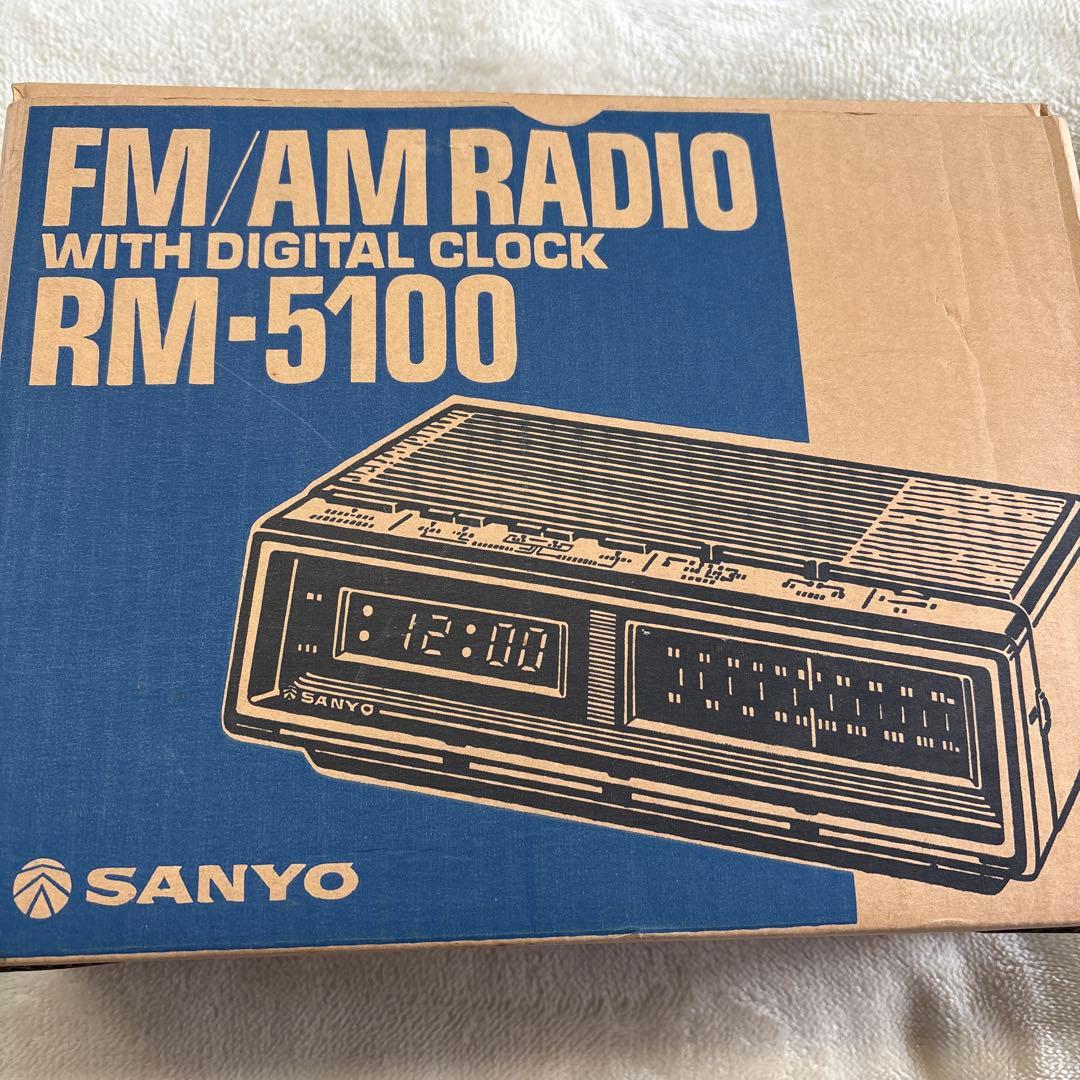 FM/AM RADIO
WITH DIGITAL CLOCK
RM-5100
12:00
SANYO
SANYO